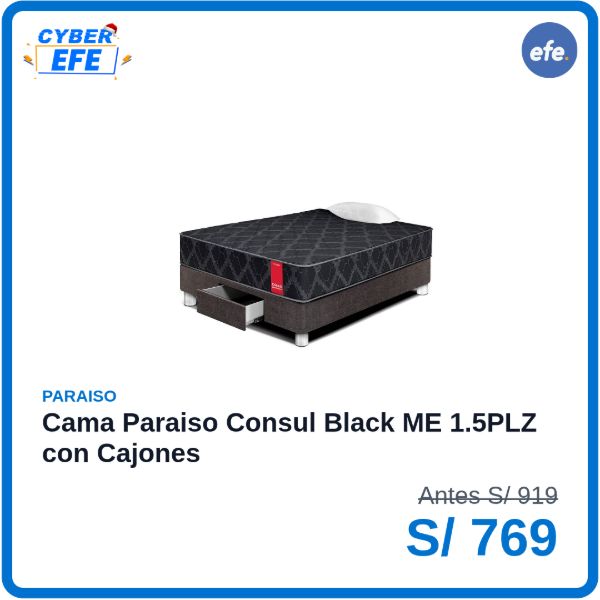 CYBER
EFE
efe.
PARAISO
Cama Paraiso Consul Black ME 1.5PLZ
con Cajones
Antes S/ 919
S/ 769